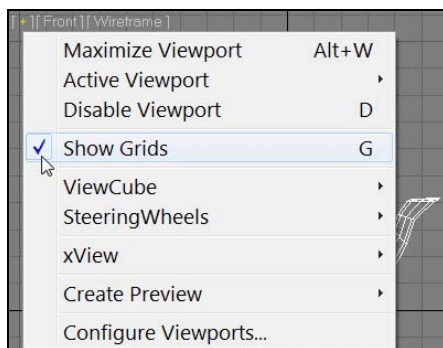 [ + ] [ Front ] [ Wireframe ]
Maximize Viewport Alt+W
Active Viewport
Disable Viewport D
Show Grids G
ViewCube
SteeringWheels
xView
Create Preview
Configure Viewports...